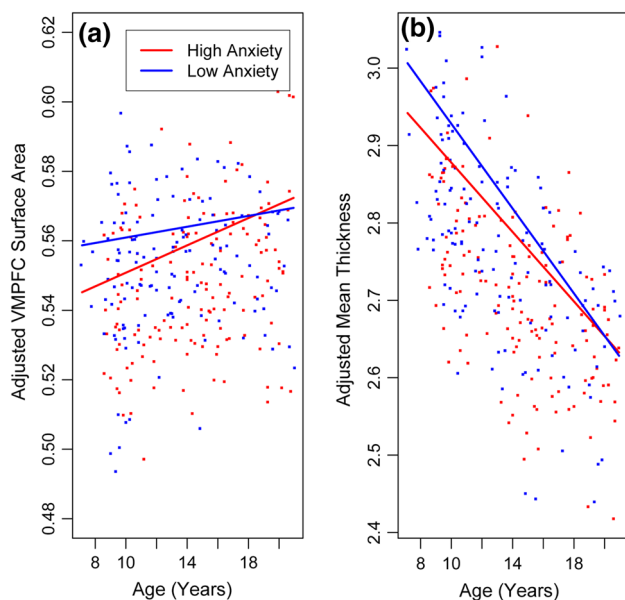 (a)
High Anxiety
Low Anxiety
Adjusted VMPFC Surface Area
0.62
0.60
0.58
0.56
0.54
0.52
0.50
0.48
8 10 14 18
Age (Years)
(b)
Adjusted Mean Thickness
3.0
2.9
2.8
2.7
2.6
2.5
2.4
8 10 14 18
Age (Years)